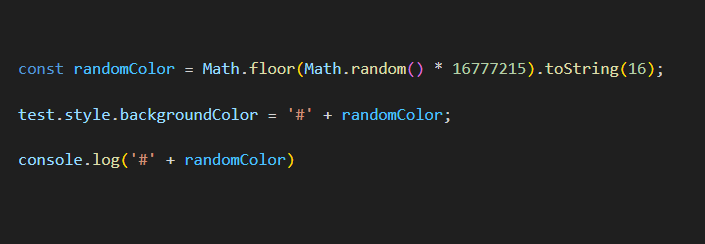 const randomColor = Math.floor(Math.random() * 16777215).toString(16);
test.style.backgroundColor = '#' + randomColor;
console.log('#' + randomColor)